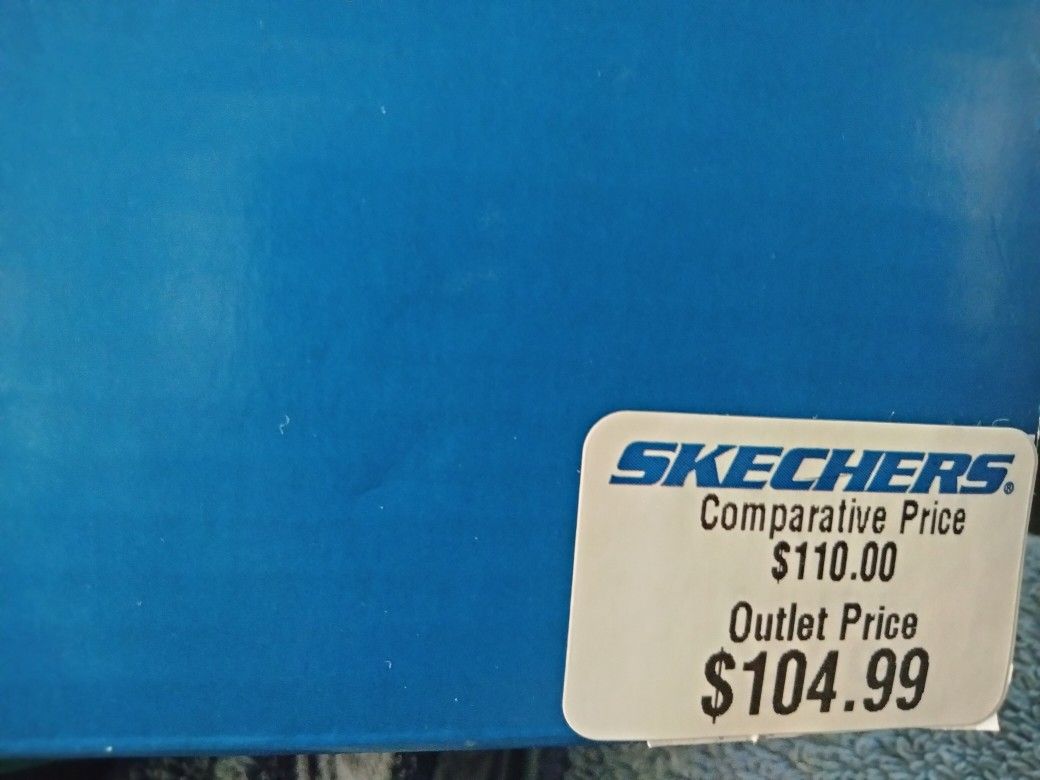 SKECHERS®
Comparative Price
$110.00
Outlet Price
$104.99